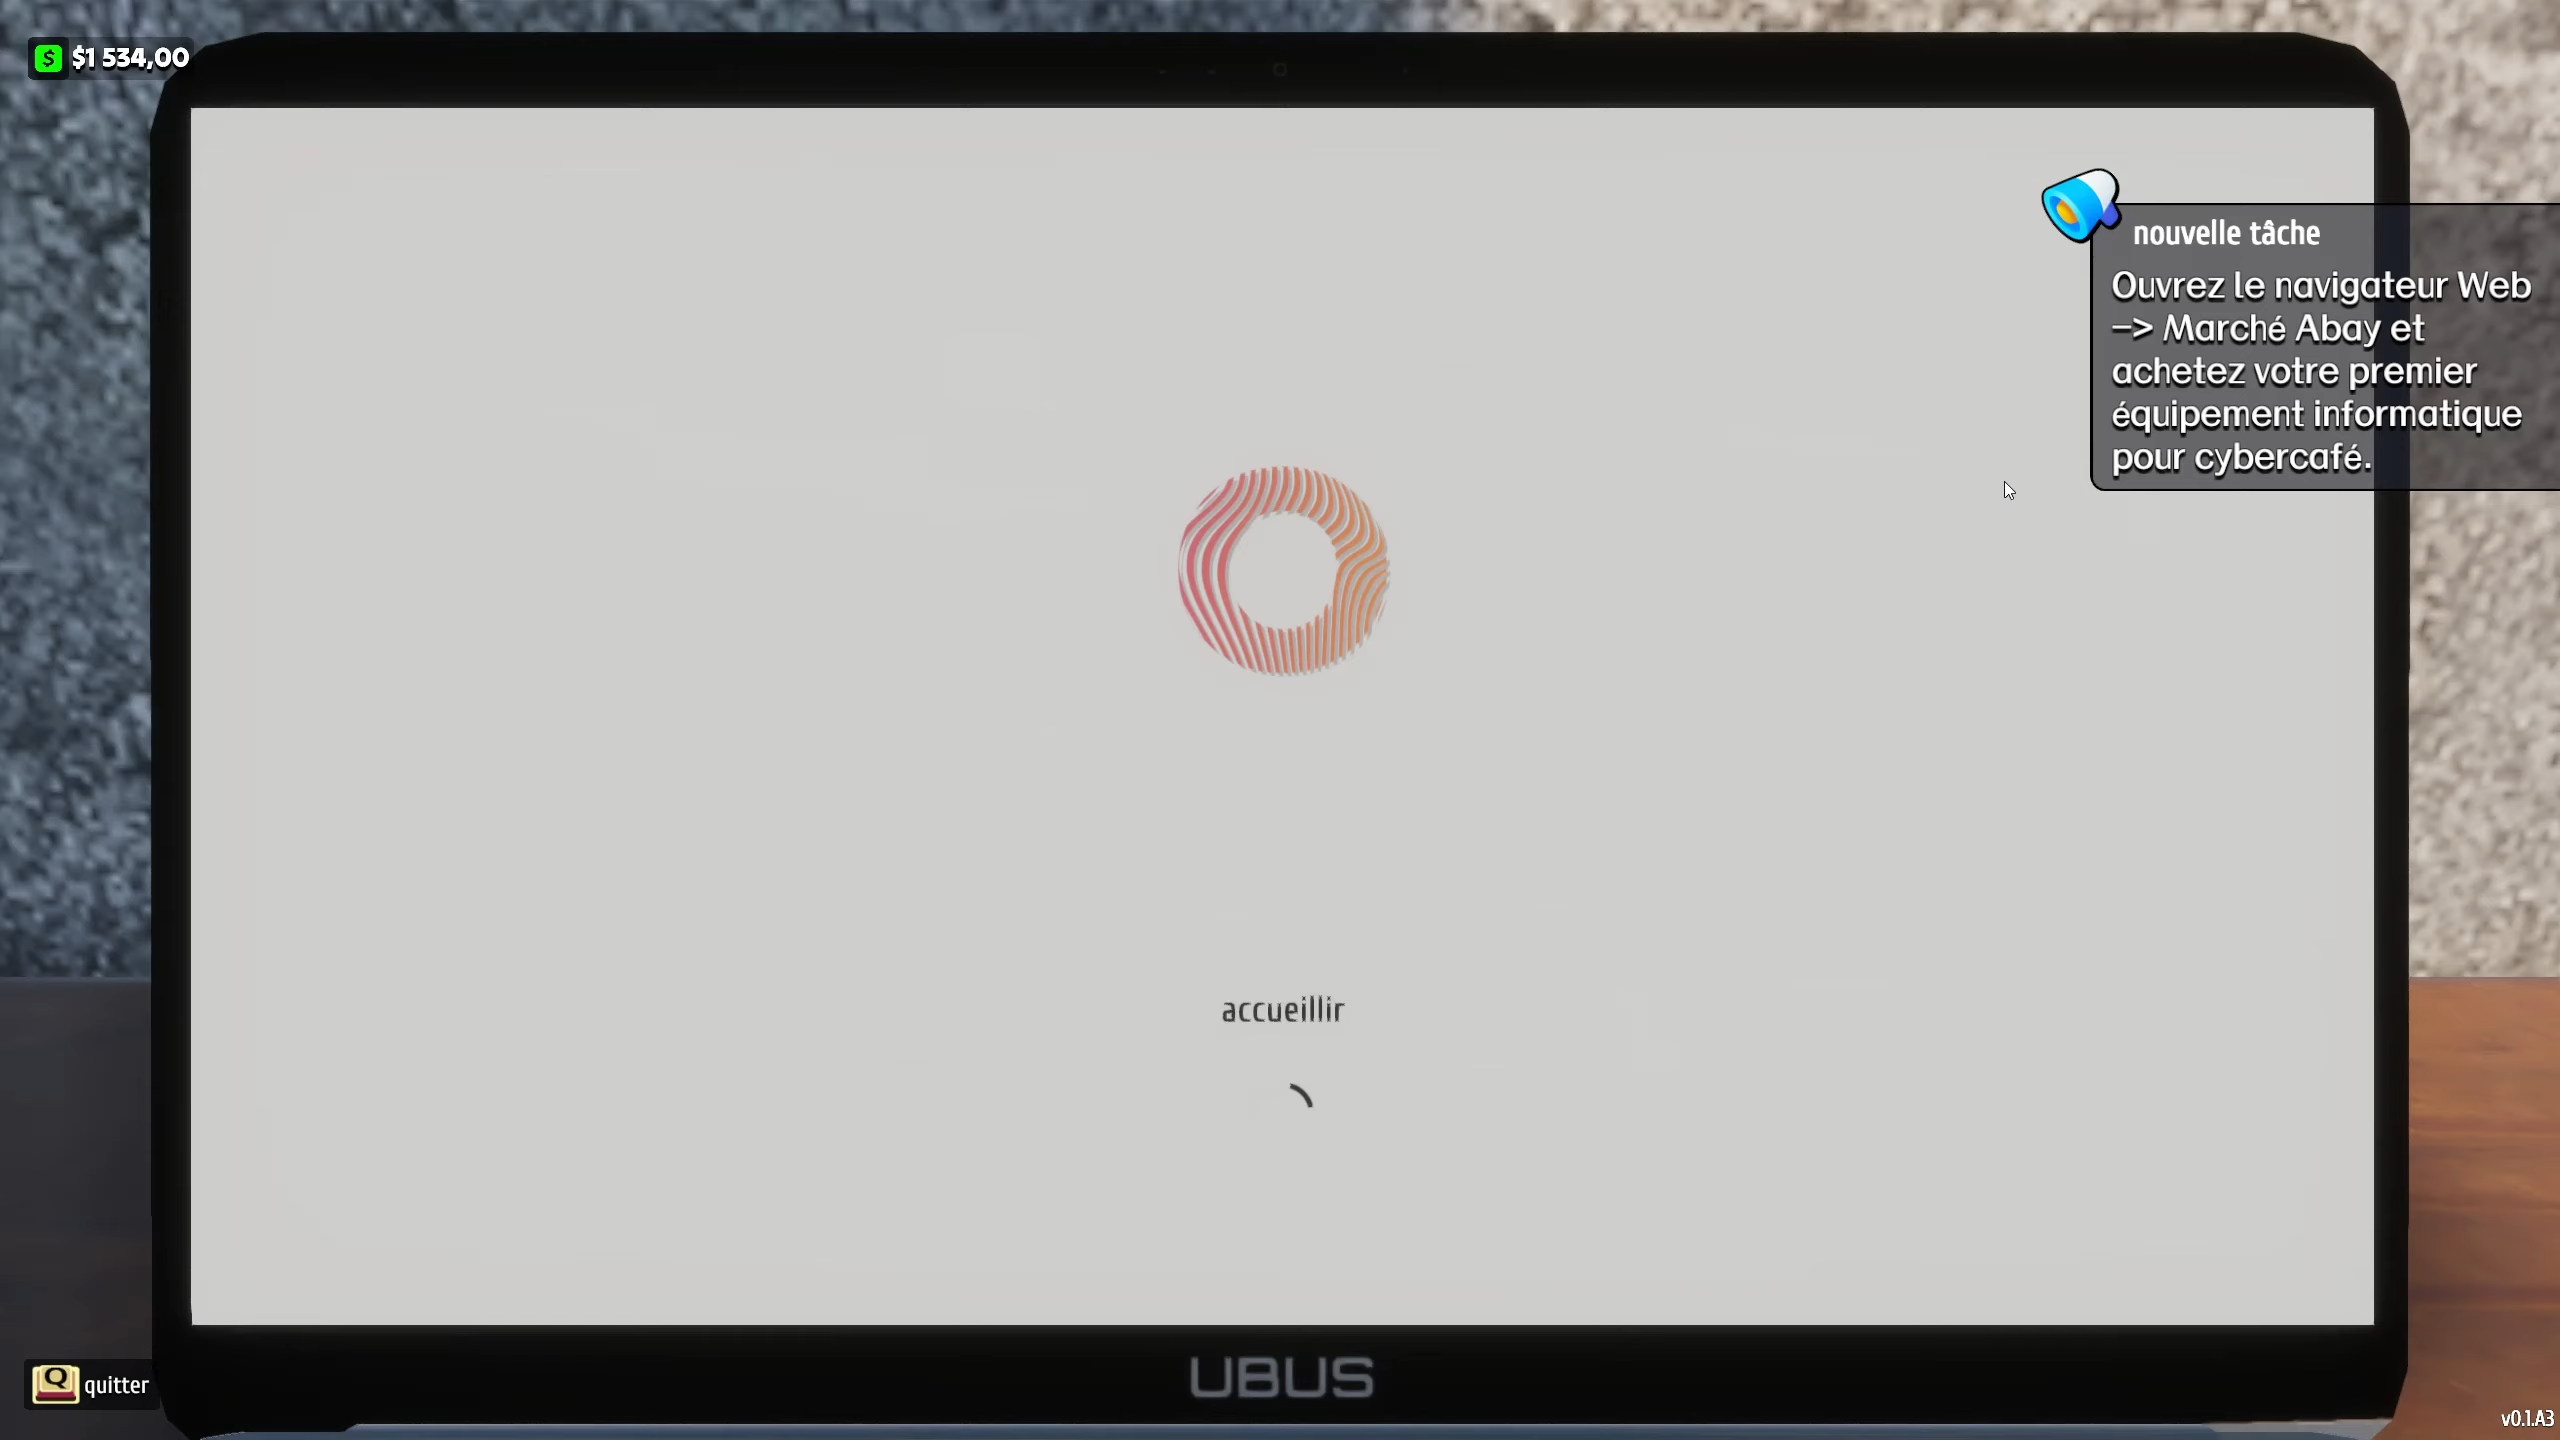 $1 534,00
nouvelle tâche
Ouvrez le navigateur Web
—> Marché Abay et
achetez votre premier
équipement informatique
pour cybercafé.
accueillir
UBUS
Q quitter
v0.1.A3